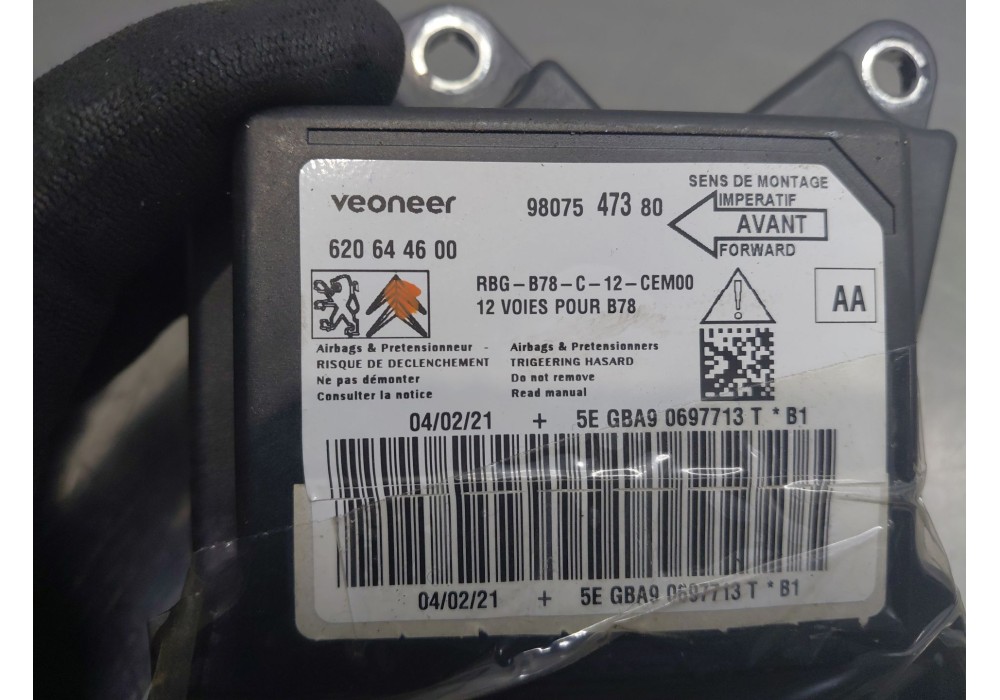 veoneer
98075 473 80
SENS DE MONTAGE
IMPERATIF
AVANT
FORWARD
620 64 46 00
RBG-B78-C-12-CEM00
12 VOIES POUR B78
AA
Airbags & Pretensionneur -
RISQUE DE DECLENCHEMENT
Ne pas démonter
Consulter la notice
Airbags & Pretensionners
TRIGEERING HASARD
Do not remove
Read manual
04/02/21 + 5E GBA9 0697713 T * B1
04/02/21 + 5E GBA9 0697713 T * B1